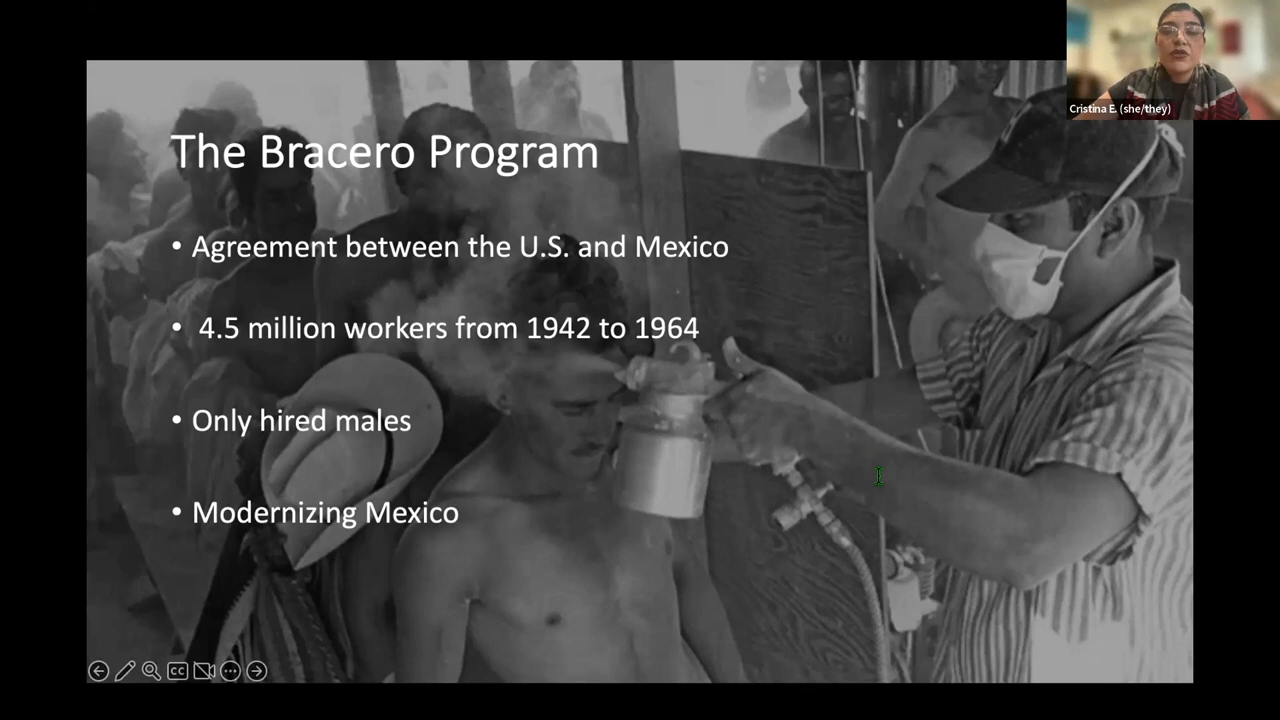 The Bracero Program
• Agreement between the U.S. and Mexico
• 4.5 million workers from 1942 to 1964
• Only hired males
• Modernizing Mexico
Cristina E. (she/they)
CC